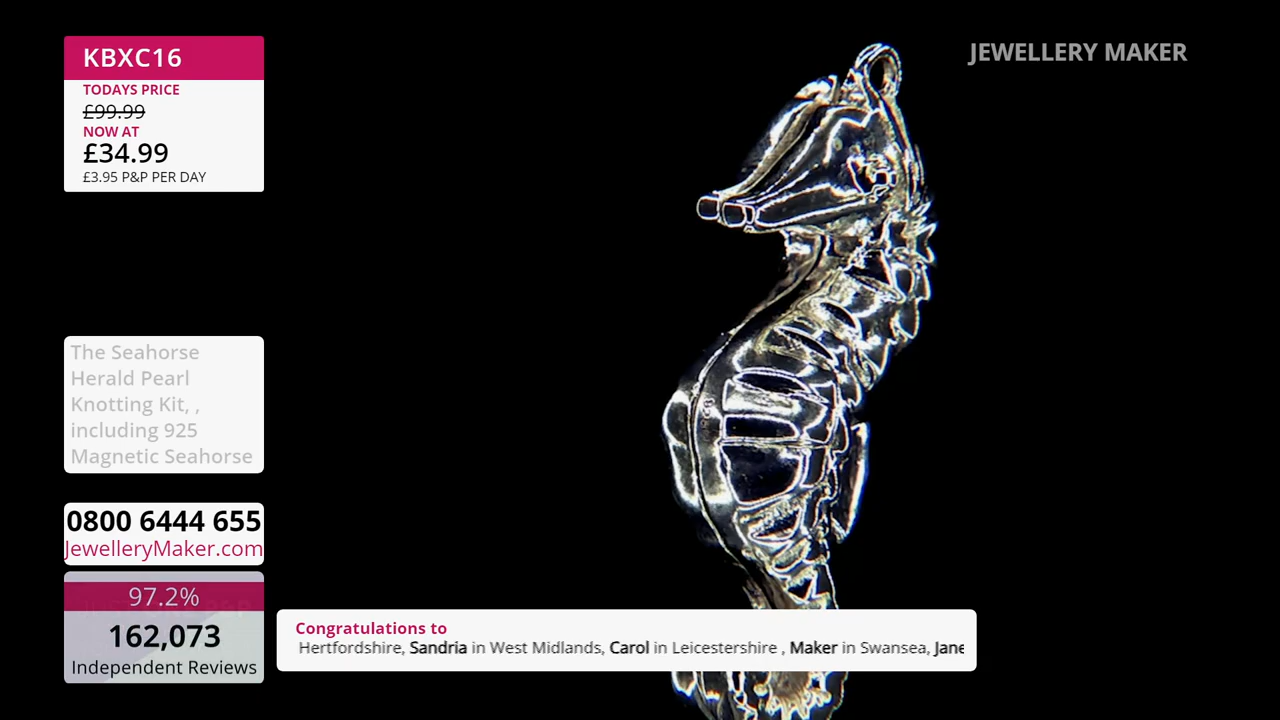 KBXC16
TODAYS PRICE
£99.99
NOW AT
£34.99
£3.95 P&P PER DAY
JEWELLERY MAKER
The Seahorse
Herald Pearl
Knotting Kit, ,
including 925
Magnetic Seahorse
0800 6444 655
JewelleryMaker.com
97.2%
162,073
Independent Reviews
Congratulations to
Hertfordshire, Sandria in West Midlands, Carol in Leicestershire , Maker in Swansea, Jane